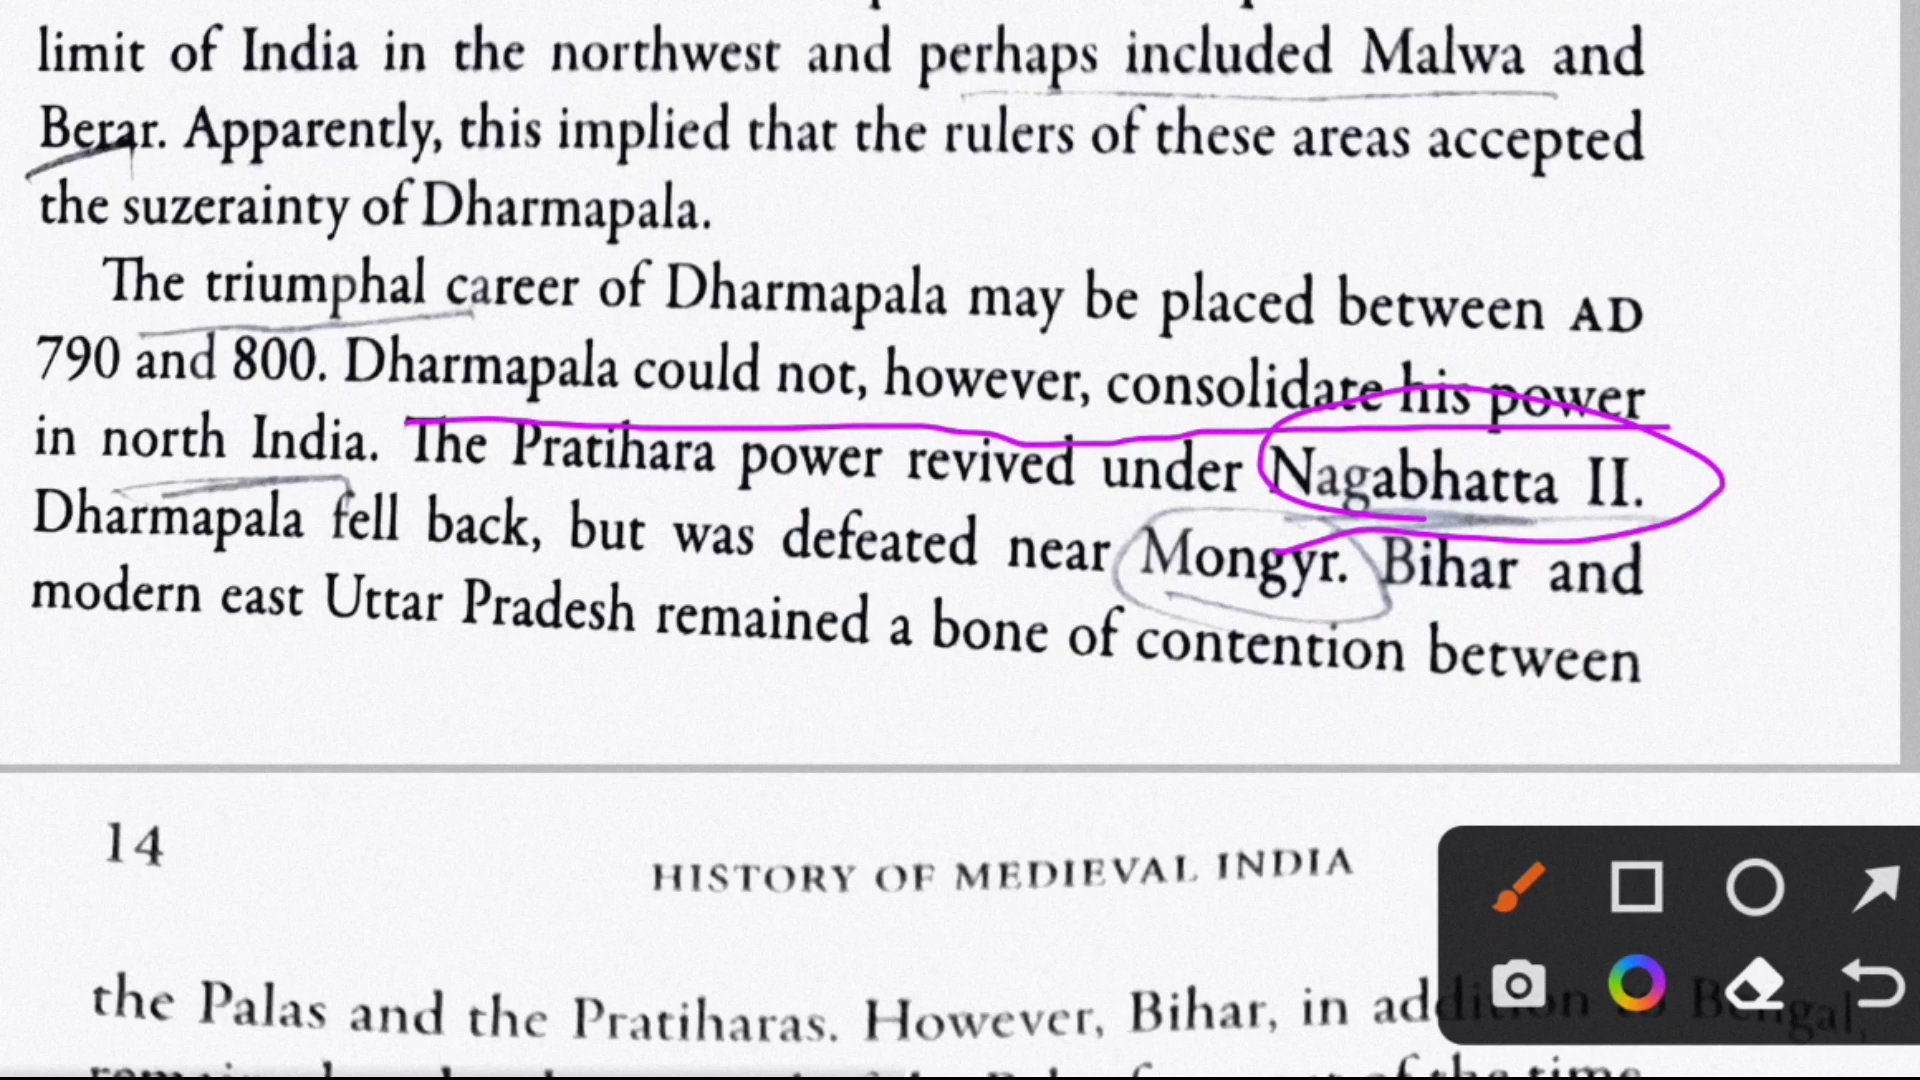 limit of India in the northwest and perhaps included Malwa and
Berar. Apparently, this implied that the rulers of these areas accepted
the suzerainty of Dharmapala.
The triumphal career of Dharmapala may be placed between AD
790 and 800. Dharmapala could not, however, consolidate his power
in north India. The Pratihara power revived under Nagabhatta II.
Dharmapala fell back, but was defeated near Mongyr. Bihar and
modern east Uttar Pradesh remained a bone of contention between
14
HISTORY OF MEDIEVAL INDIA
the Palas and the Pratiharas. However, Bihar, in addition to Bengal,